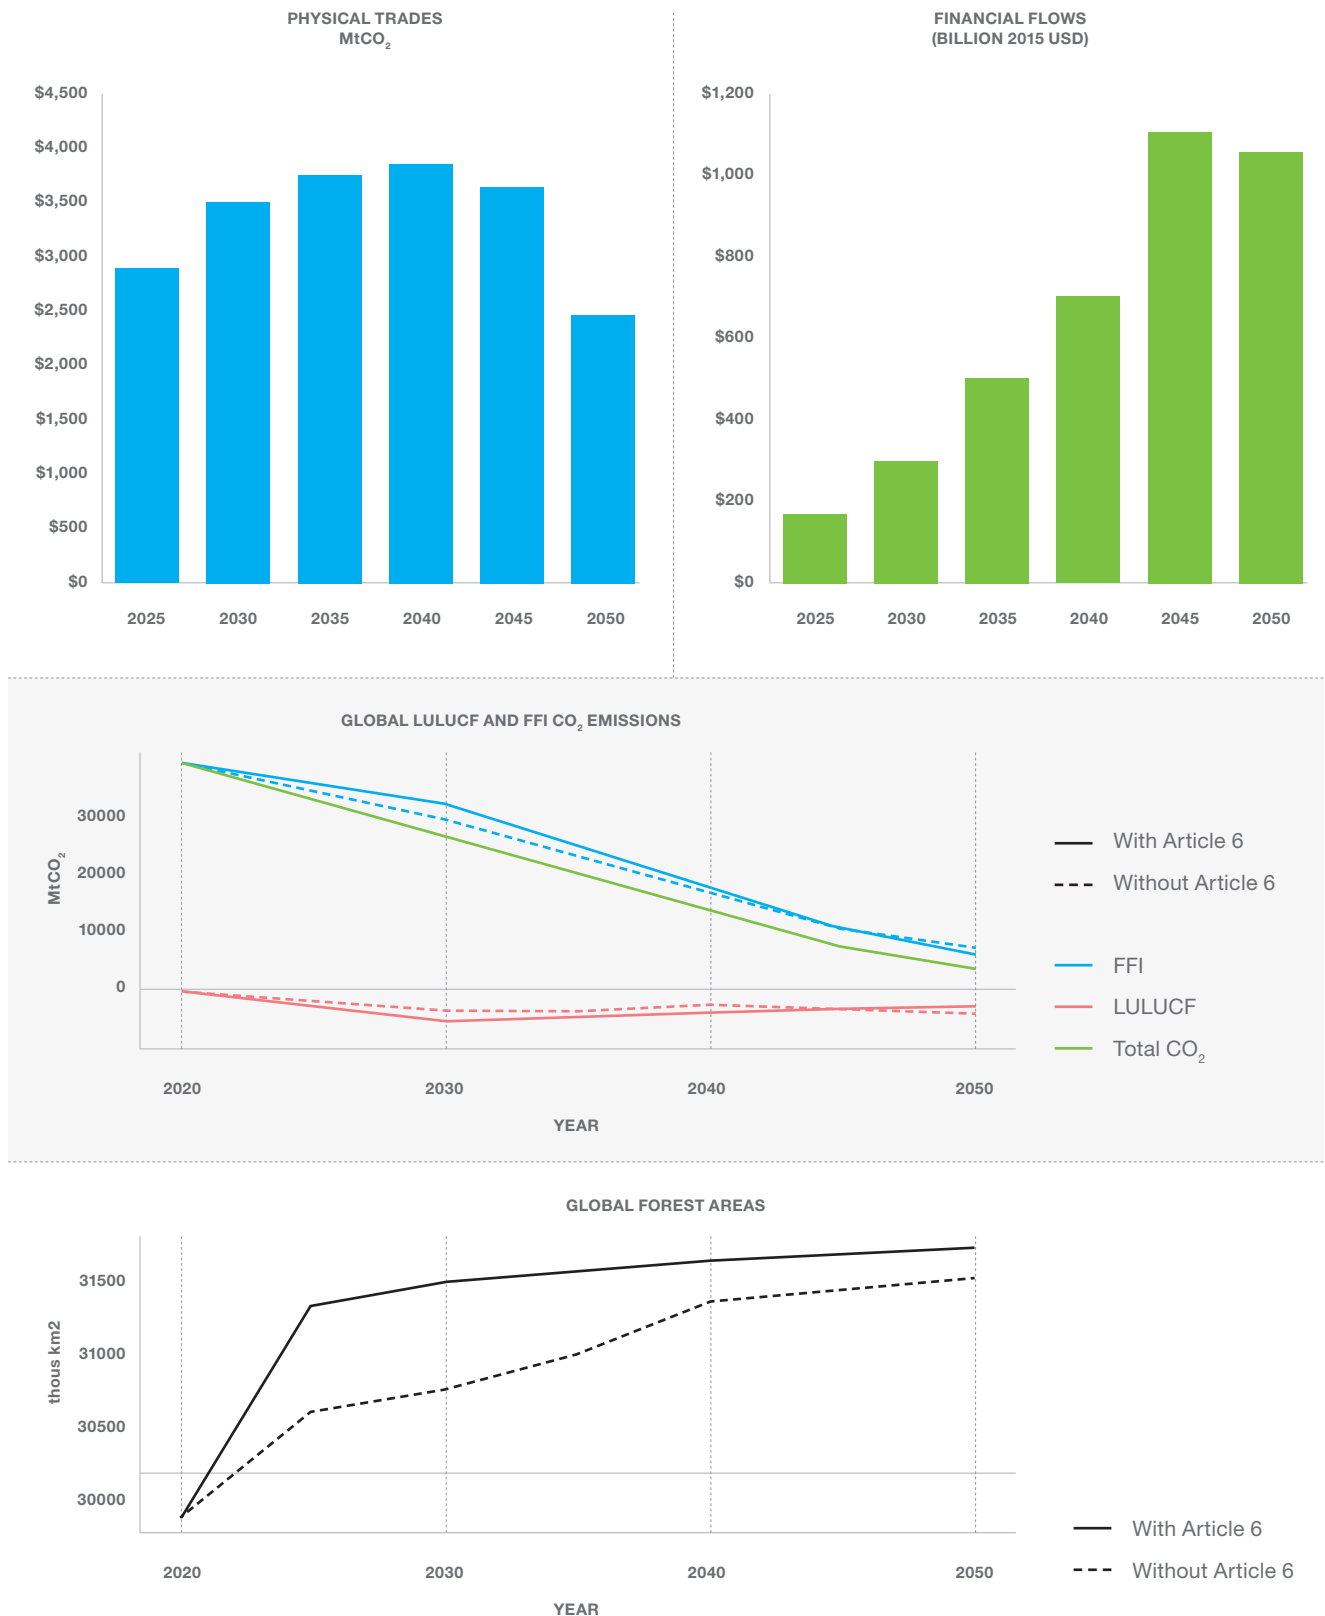 PHYSICAL TRADES
MtCO₂
$4,500
$4,000
$3,500
$3,000
$2,500
$2,000
$1,500
$1,000
$500
$0
2025 2030 2035 2040 2045 2050
FINANCIAL FLOWS
(BILLION 2015 USD)
$1,200
$1,000
$800
$600
$400
$200
$0
2025 2030 2035 2040 2045 2050
GLOBAL LULUCF AND FFI CO₂ EMISSIONS
MtCO₂
30000
20000
10000
0
2020 2030 2040 2050
YEAR
With Article 6
Without Article 6
FFI
LULUCF
Total CO₂
GLOBAL FOREST AREAS
thous km2
31500
31000
30500
30000
2020 2030 2040 2050
YEAR
With Article 6
Without Article 6